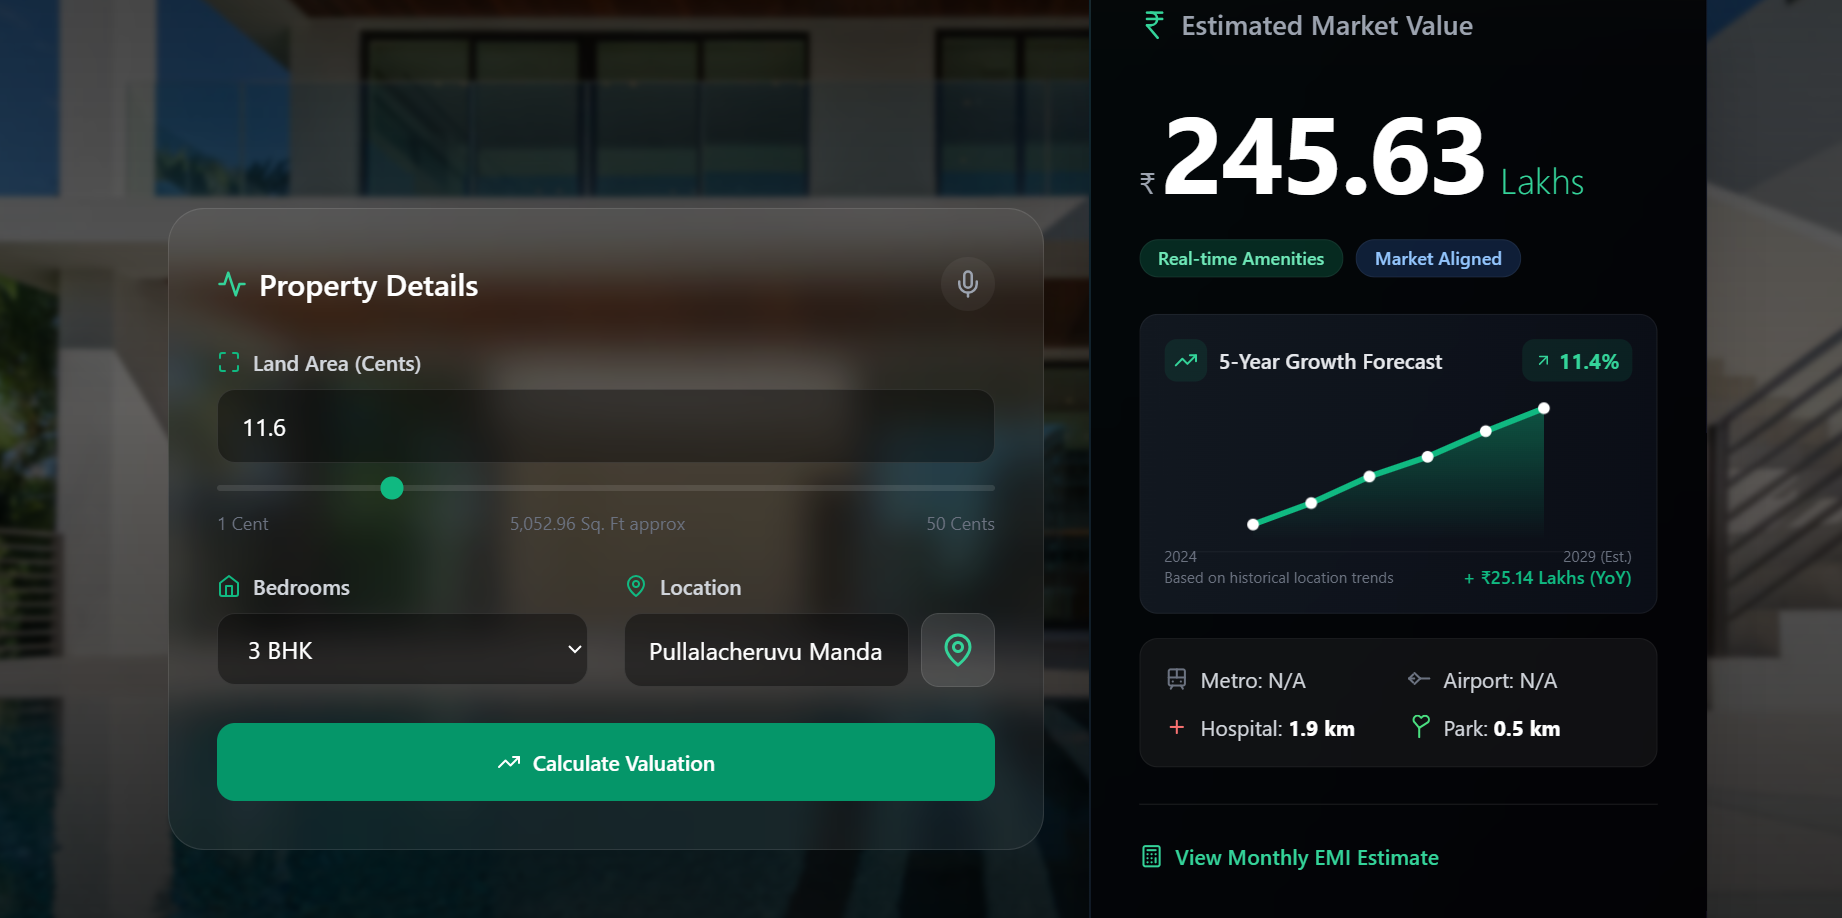 Property Details
Land Area (Cents)
11.6
1 Cent
5,052.96 Sq. Ft approx
50 Cents
Bedrooms
Location
3 BHK
Pullalacheruvu Manda
Calculate Valuation
₹ Estimated Market Value
₹245.63 Lakhs
Real-time Amenities
Market Aligned
5-Year Growth Forecast
11.4%
2024
2029 (Est.)
Based on historical location trends
+ ₹25.14 Lakhs (YoY)
Metro: N/A
Airport: N/A
Hospital: 1.9 km
Park: 0.5 km
View Monthly EMI Estimate